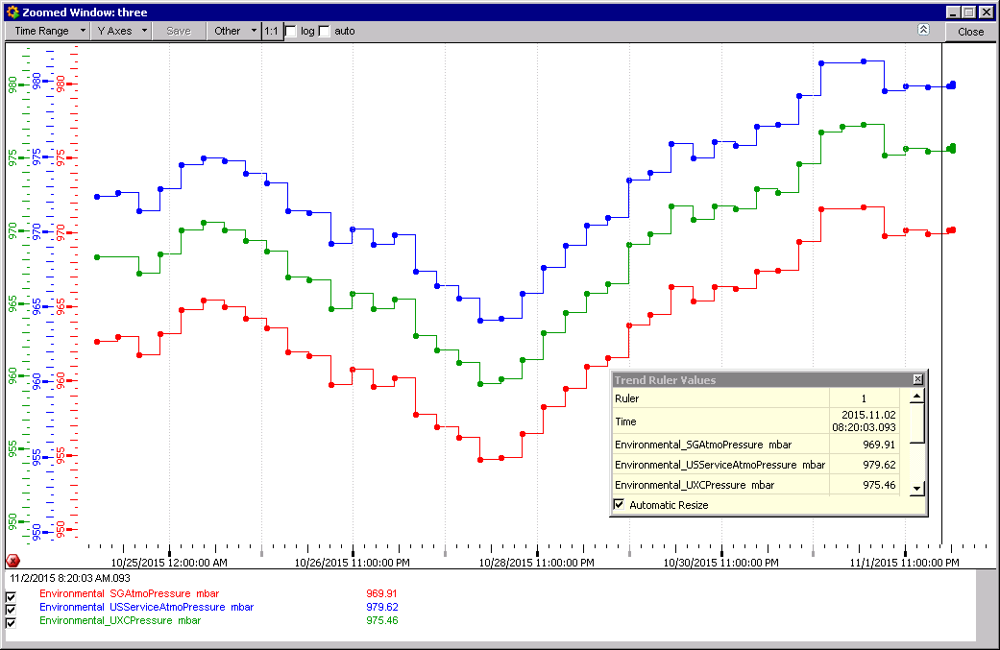 Zoomed Window: three
Time Range Y Axes Save Other 1:1 log auto Close
980 980 980
975 975 975
970 970 970
965 965 965
960 960 960
955 955 955
950 950 950
Trend Ruler Values
Ruler 1
Time 2015.11.02
08:20:03.093
Environmental_SGAtmoPressure mbar 969.91
Environmental_USServiceAtmoPressure mbar 979.62
Environmental_UXCPressure mbar 975.46
Automatic Resize
10/25/2015 12:00:00 AM 10/26/2015 11:00:00 PM 10/28/2015 11:00:00 PM 10/30/2015 11:00:00 PM 11/1/2015 11:00:00 PM
11/2/2015 8:20:03 AM.093
Environmental_SGAtmoPressure mbar 969.91
Environmental_USServiceAtmoPressure mbar 979.62
Environmental_UXCPressure mbar 975.46